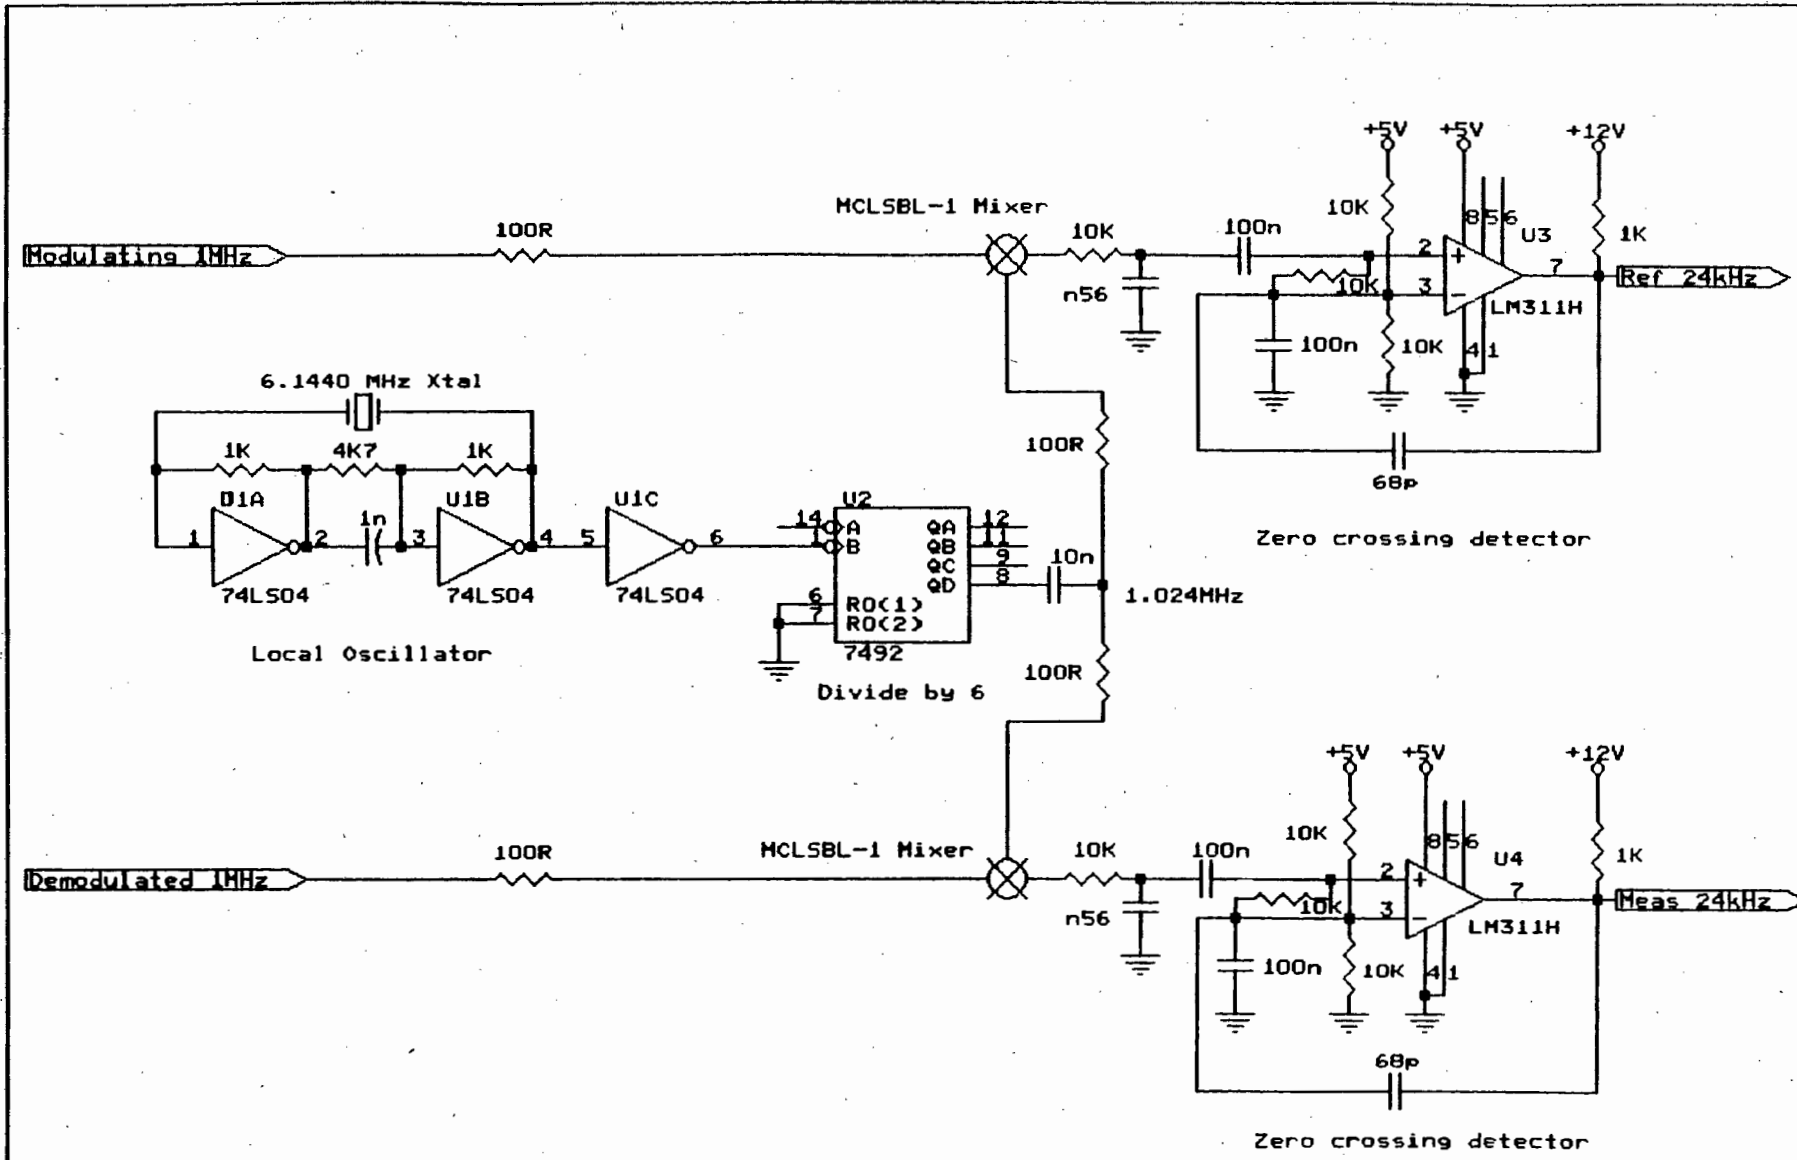 +5V +5V +12V
MCLSBL-1 Mixer
100R
10K
100n
10K
8 5 6
U3
1K
Modulating 1MHz
2
+
7
Ref 24kHz
n56
10K
3
-
LM311H
100n
10K
4 1
6.1440 MHz Xtal
1K
4K7
1K
100R
68p
U1A
U1B
U1C
U2
1
2
1n
3
4
5
6
14
A
1
B
QA
12
QB
11
QC
9
QD
8
10n
Zero crossing detector
74LS04
74LS04
74LS04
6
RO(1)
7
RO(2)
7492
1.024MHz
Local Oscillator
Divide by 6
100R
+5V +5V +12V
MCLSBL-1 Mixer
100R
10K
100n
10K
8 5 6
U4
1K
Demodulated 1MHz
2
+
7
Meas 24kHz
n56
10K
3
-
LM311H
100n
10K
4 1
68p
Zero crossing detector